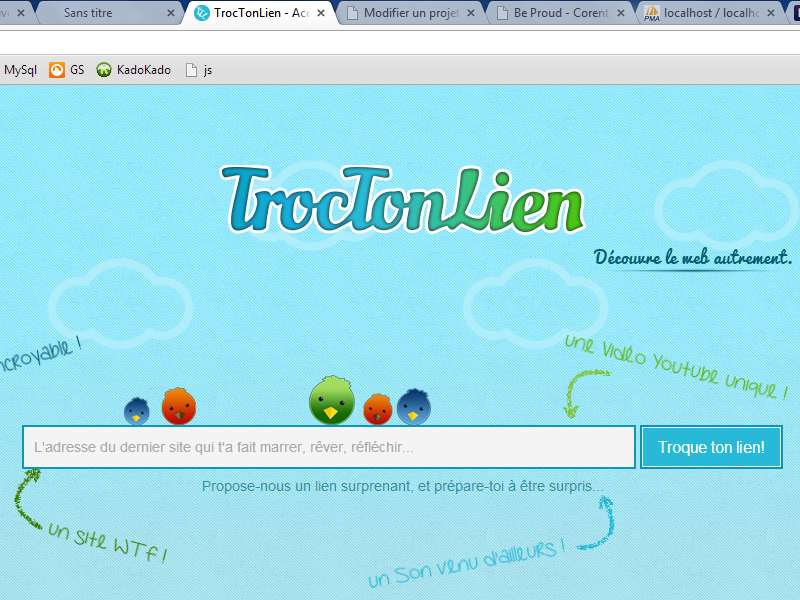 Sans titre
TrocTonLien - Acc
Modifier un projet
Be Proud - Corent
PMA
localhost / localho
MySql
GS
KadoKado
js
TrocTonLien
Découvre le web autrement.
incroyable !
une Vidéo Youtube unique !
L'adresse du dernier site qui t'a fait marrer, rêver, réfléchir...
Troque ton lien!
Propose-nous un lien surprenant, et prépare-toi à être surpris...
un site WTF !
un Son venu d'ailleurs !